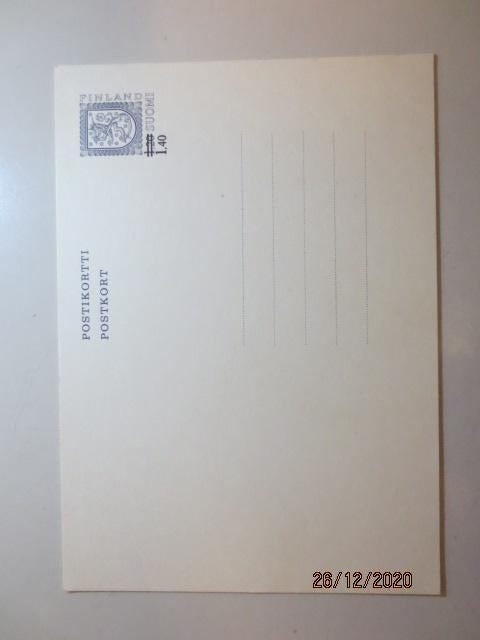 FINLAND
SUOMI
1.40
POSTIKORTTI
POSTKORT
26/12/2020